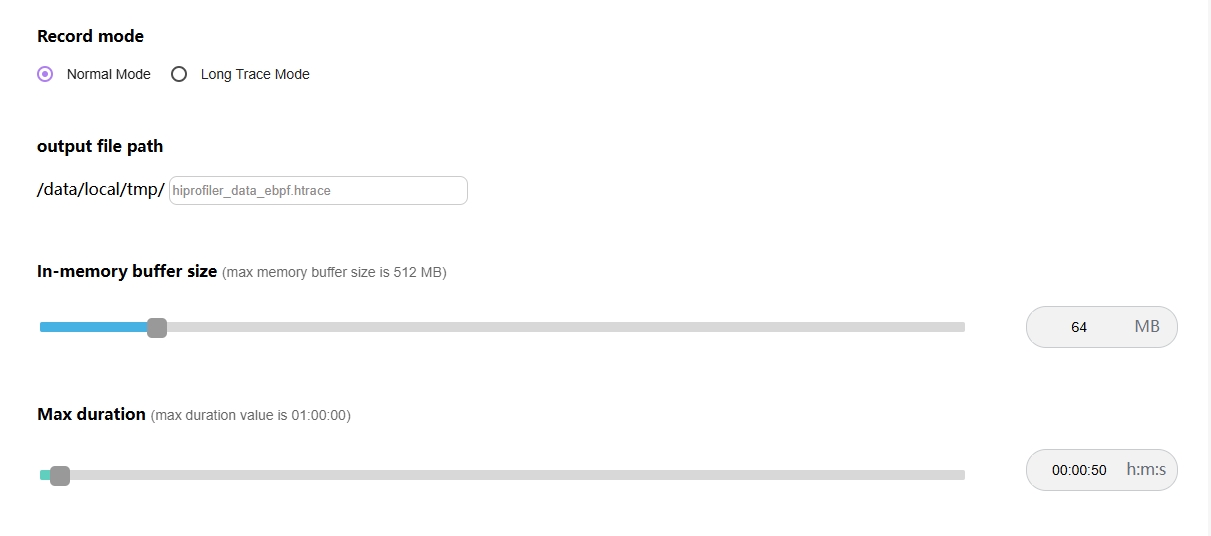 Record mode
Normal Mode Long Trace Mode
output file path
/data/local/tmp/ hiprofiler_data_ebpf.htrace
In-memory buffer size (max memory buffer size is 512 MB)
64 MB
Max duration (max duration value is 01:00:00)
00:00:50 h:m:s